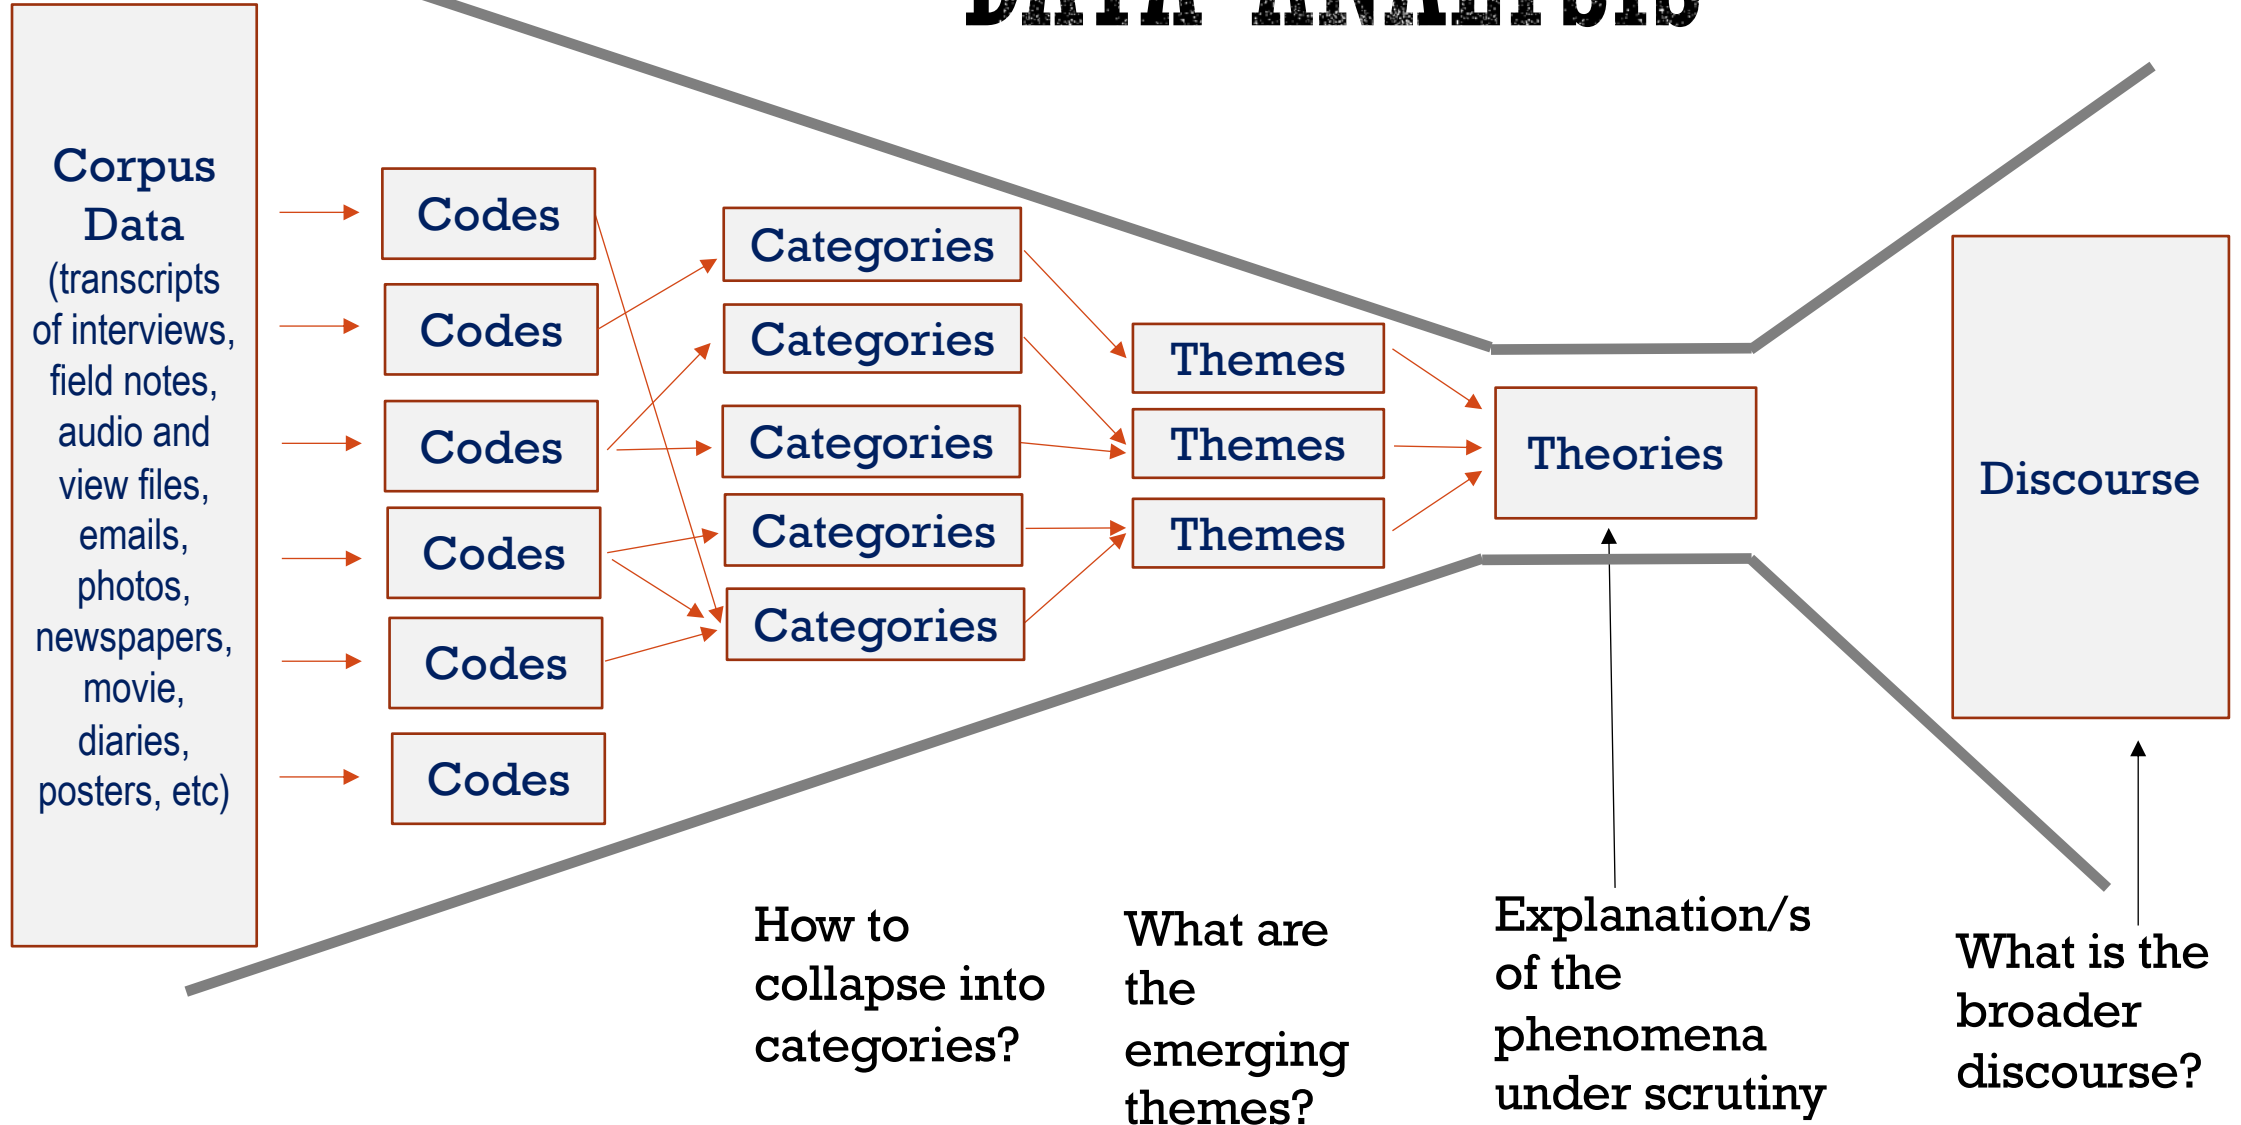 DATA ANALYSIS
Corpus
Data
(transcripts
of interviews,
field notes,
audio and
view files,
emails,
photos,
newspapers,
movie,
diaries,
posters, etc)
Codes
Codes
Codes
Codes
Codes
Codes
Categories
Categories
Categories
Categories
Categories
Themes
Themes
Themes
Theories
Discourse
How to
collapse into
categories?
What are
the
emerging
themes?
Explanation/s
of the
phenomena
under scrutiny
What is the
broader
discourse?